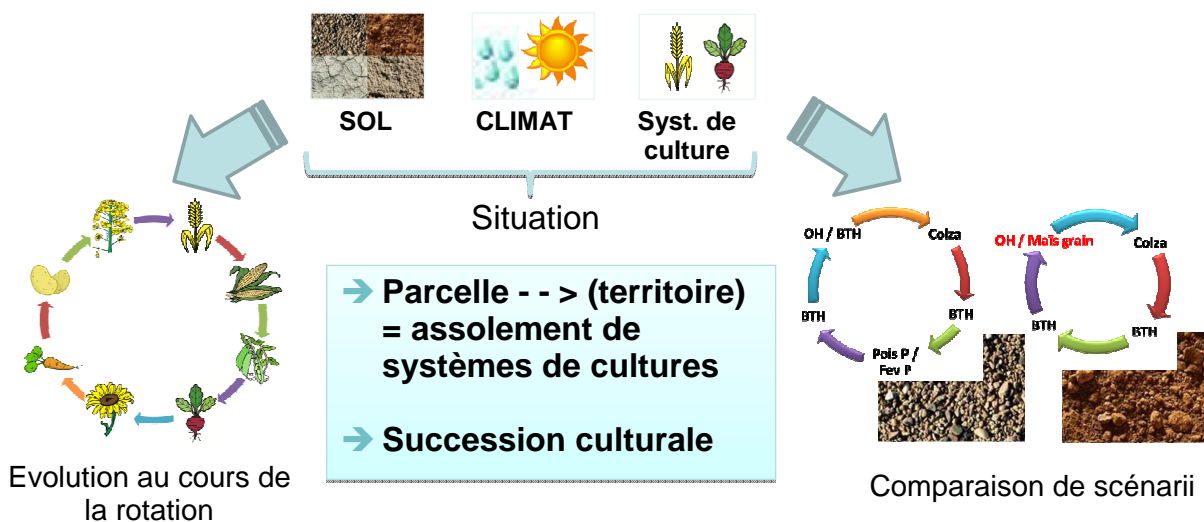 SOL
CLIMAT
Syst. de
culture
Situation
Parcelle - - > (territoire)
= assolement de
systèmes de cultures
Succession culturale
Evolution au cours de
la rotation
OH / BTH
Colza
BTH
Pois P /
Fev P
BTH
OH / Maïs grain
Colza
BTH
BTH
Comparaison de scénarii